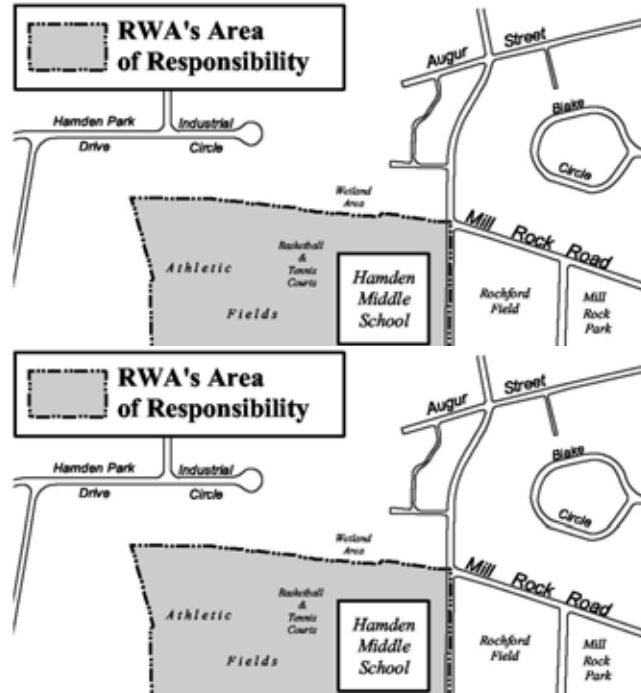 RWA's Area
of Responsibility
Augur Street
Hamden Park Industrial
Drive Circle
Blake
Circle
Wetland
Area
Mill Rock Road
Basketball
&
Tennis
Courts
Athletic
Fields
Hamden
Middle
School
Rochford
Field
Mill
Rock
Park
RWA's Area
of Responsibility
Augur Street
Hamden Park Industrial
Drive Circle
Blake
Circle
Wetland
Area
Mill Rock Road
Basketball
&
Tennis
Courts
Athletic
Fields
Hamden
Middle
School
Rochford
Field
Mill
Rock
Park